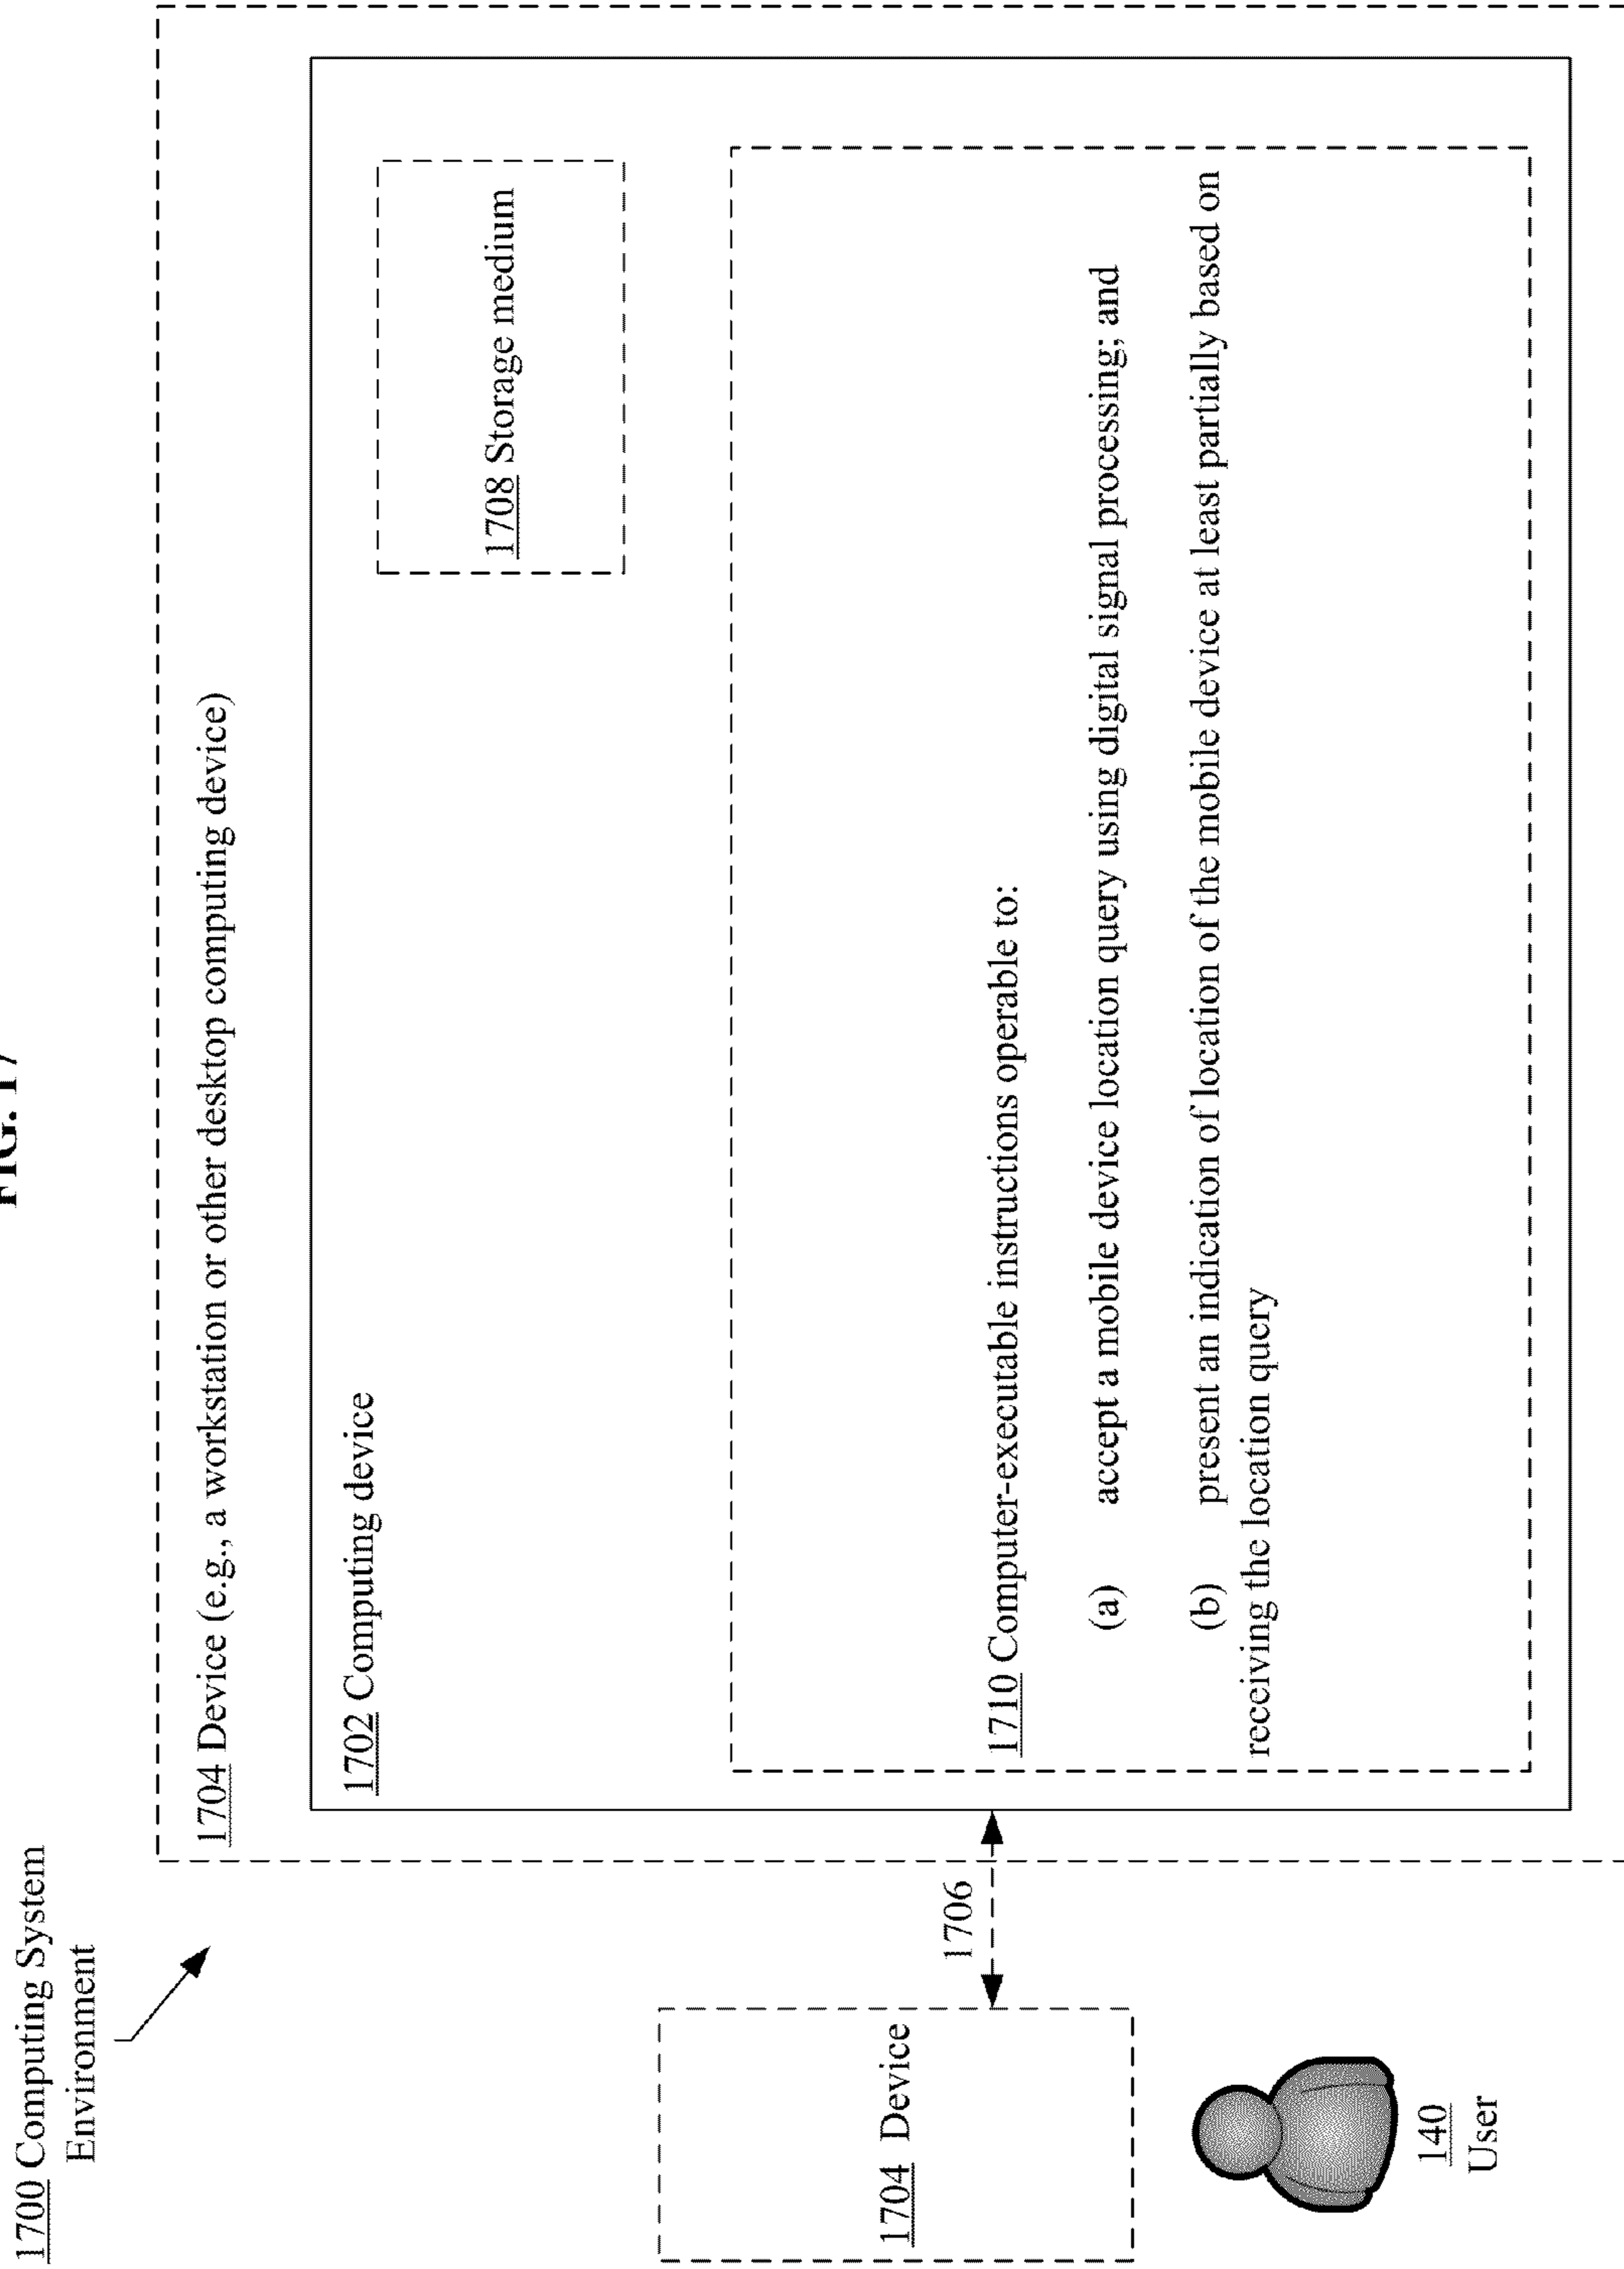 FIG. 17
1700 Computing System
Environment
1704 Device (e.g., a workstation or other desktop computing device)
1702 Computing device
1708 Storage medium
1710 Computer-executable instructions operable to:
(a) accept a mobile device location query using digital signal processing; and
(b) present an indication of location of the mobile device at least partially based on
receiving the location query
1706
1704 Device
140
User